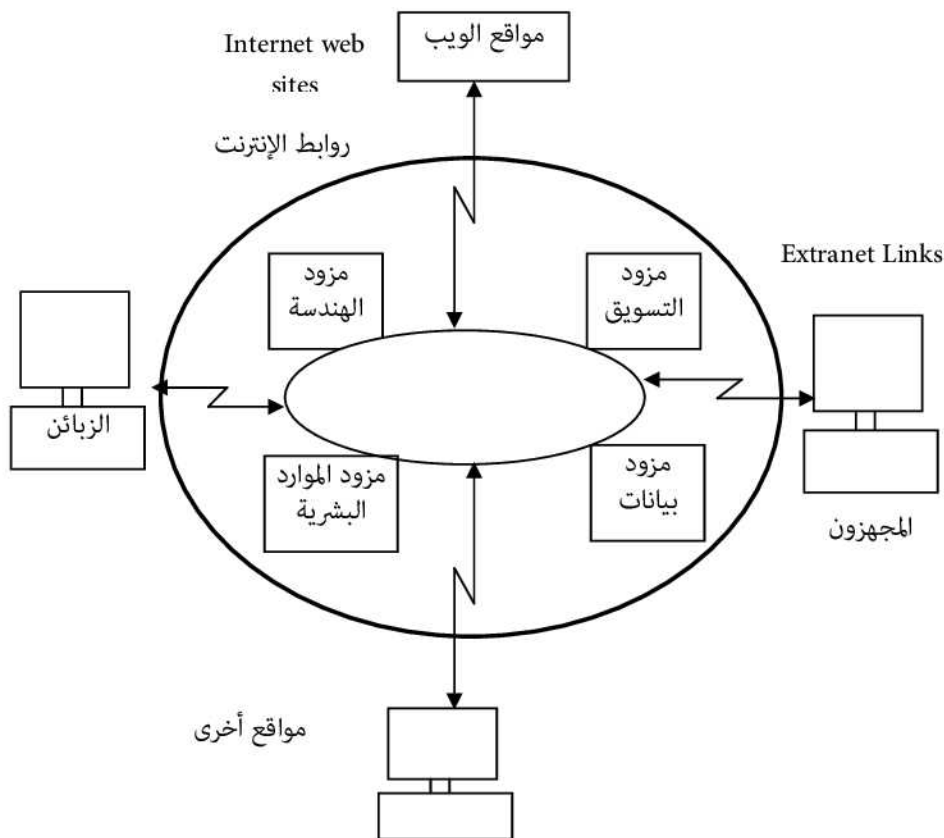 مواقع الويب
Internet web
sites
روابط الإنترنت
Extranet Links
مزود
الهندسة
مزود
التسويق
الزبائن
مزود الموارد
البشرية
مزود
بيانات
المجهزون
مواقع أخرى